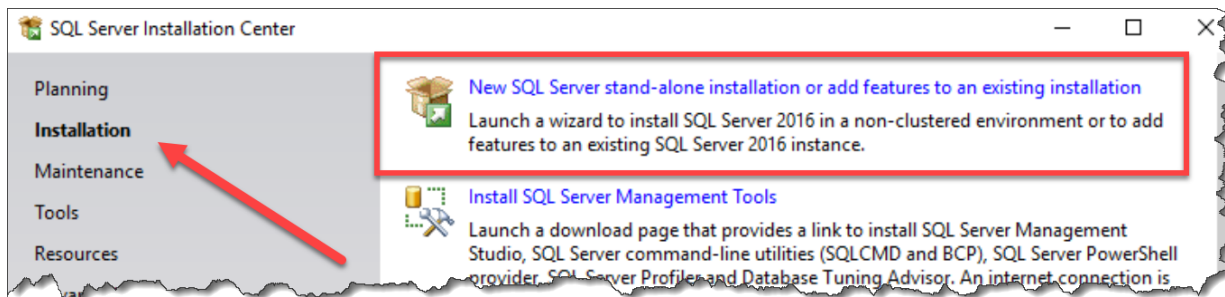 SQL Server Installation Center
Planning
Installation
Maintenance
Tools
Resources
New SQL Server stand-alone installation or add features to an existing installation
Launch a wizard to install SQL Server 2016 in a non-clustered environment or to add
features to an existing SQL Server 2016 instance.
Install SQL Server Management Tools
Launch a download page that provides a link to install SQL Server Management
Studio, SQL Server command-line utilities (SQLCMD and BCP), SQL Server PowerShell
provider, SQL Server Profiler and Database Tuning Advisor. An internet connection is